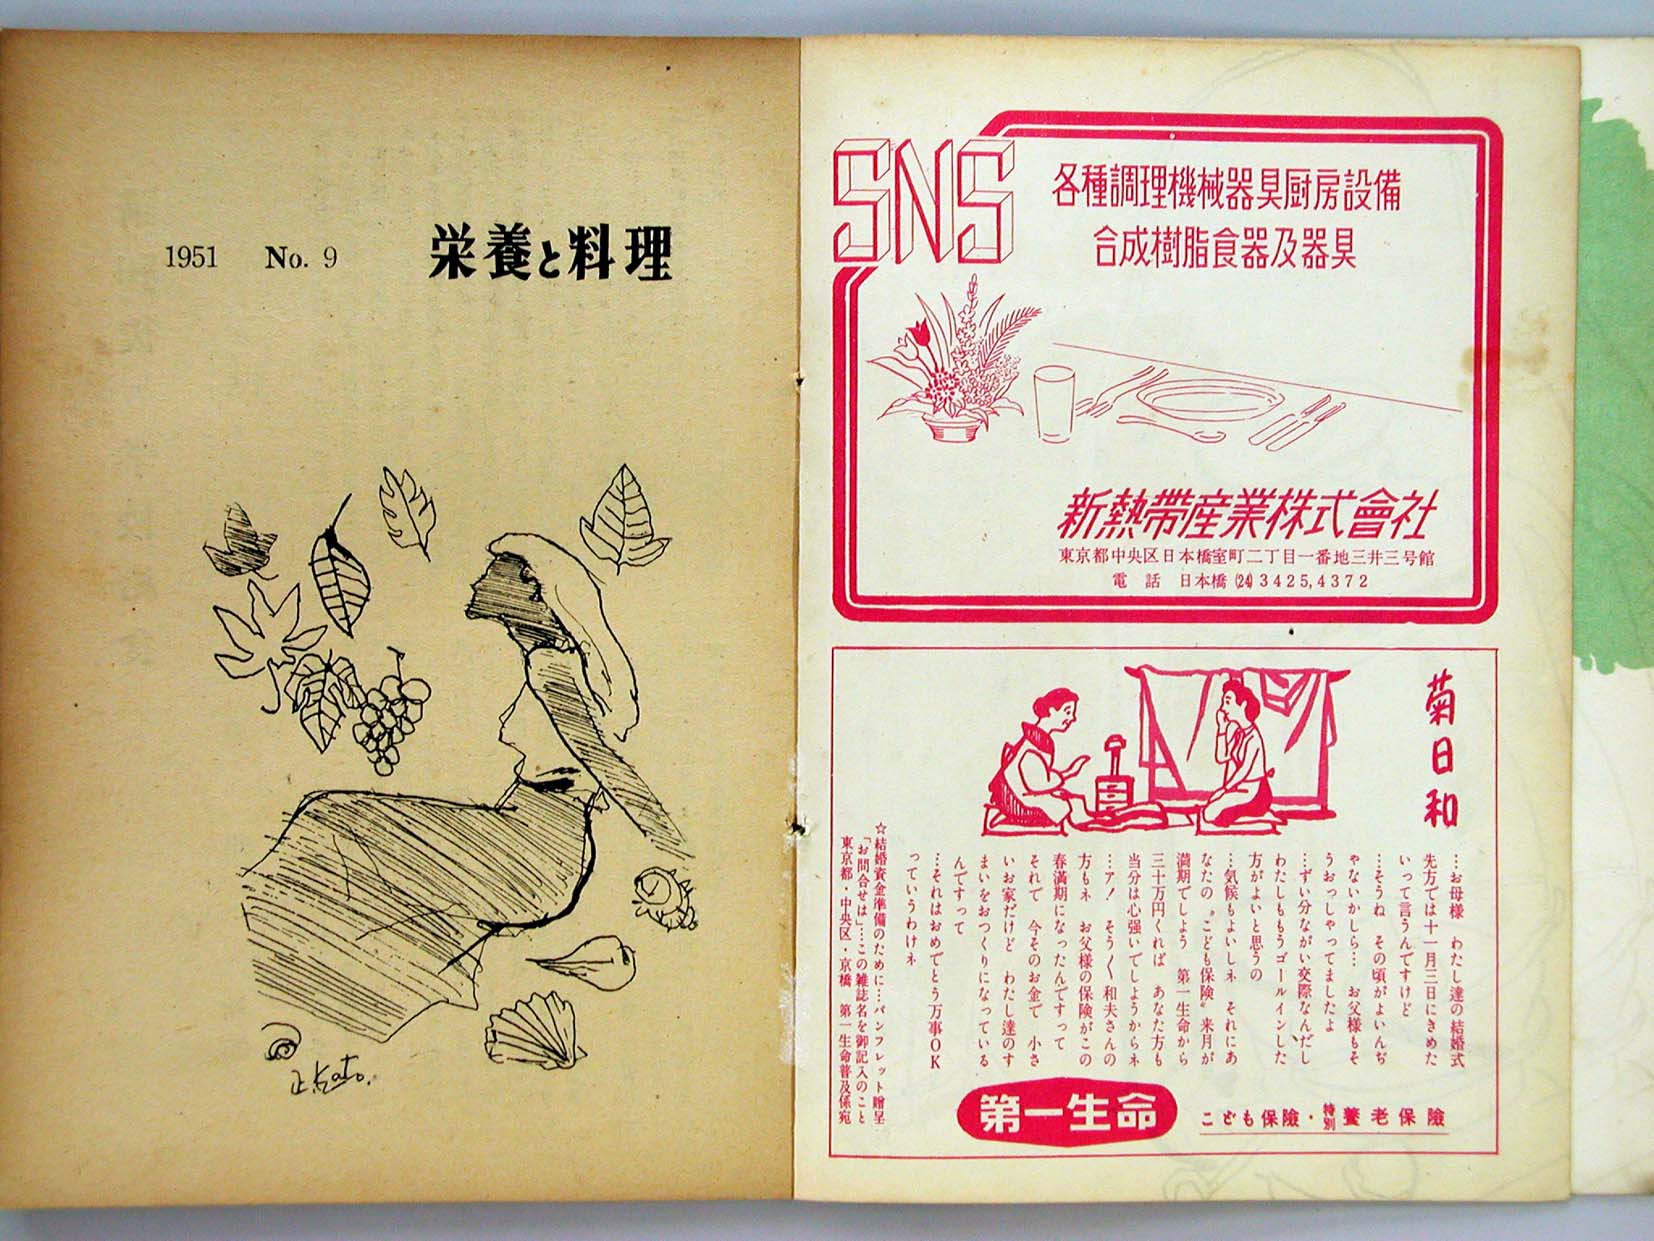 1951 No. 9 栄養と料理
SNS
各種調理機械器具厨房設備
合成樹脂食器及器具
新熱帯産業株式會社
東京都中央区日本橋室町二丁目一番地三井三号館
電話 日本橋(24)3425,4372
菊日和
…お母様 わたし達の結婚式
先方では十一月三日にきめた
いって言うんですけど
…そうね その頃がよいんぢ
ゃないかしら… お父様もそ
うおっしゃってましたよ
…ずい分ながい交際なんだし
わたしももうゴールインした
方がよいと思うの
…気候もよいしネ それにあ
なたの〝こども保険〟来月が
満期でしょう 第一生命から
三十万円くれば あなた方も
当分は心強いでしようからネ
…ア! そう〱 和夫さんの
方もネ お父様の保険がこの
春満期になったんですって
それで 今そのお金で 小さ
いお家だけど わたし達のす
まいをおつくりになっている
んですって
…それはおめでとう万事OK
っていうわけネ
☆結婚資金準備のために…パンフレット贈呈
「お問合せは」…この雑誌名を御記入のこと
東京都・中央区・京橋 第一生命普及係宛
第一生命
こども保險・特別養老保險